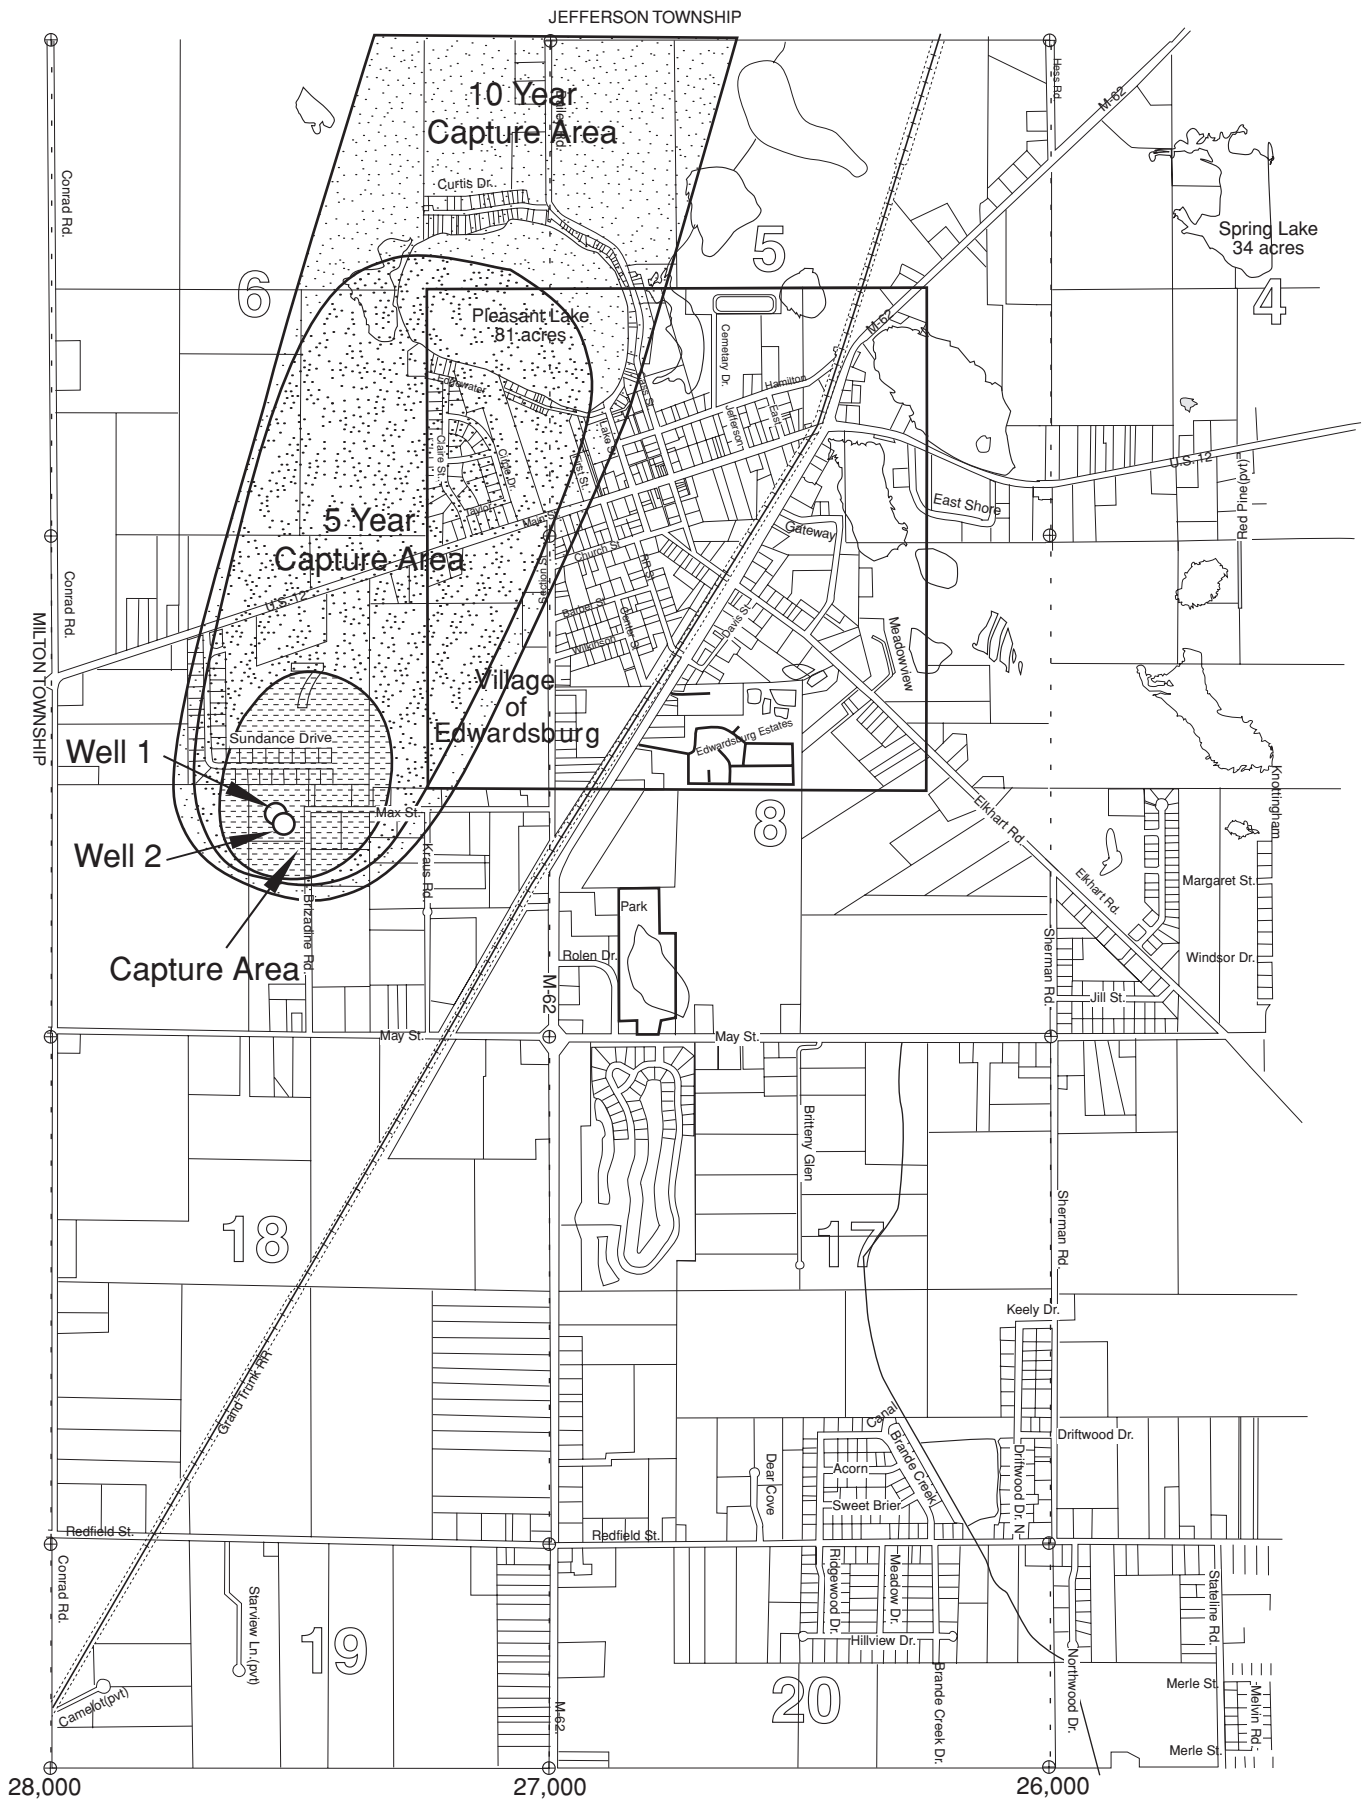 JEFFERSON TOWNSHIP
10 Year
Capture Area
Hess Rd.
M-62
Conrad Rd.
Curtis Dr.
Spring Lake
34 acres
5
6
4
Pleasant Lake
81 acres
M-62
Cemetary Dr.
Hamilton
Edgewater
Jefferson
East
Lake St.
Claire St.
Circle Dr.
U.S. 12
Red Pine(pvt)
East Shore
Taylor
Main St.
5 Year
Capture Area
Gateway
Church St.
Section St.
Conrad Rd.
U.S. 12
Barber St.
Center
Wilkinson
Davis St.
Meadowview
MILTON TOWNSHIP
Village
of
Edwardsburg
Sundance Drive
Edwardsburg Estates
Well 1
Knottingham
Max St.
8
Elkhart Rd.
Well 2
Kraus Rd.
Elkhart Rd.
Margaret St.
Brizadine Rd.
Park
Capture Area
Rolen Dr.
Sherman Rd.
Windsor Dr.
M-62
Jill St.
May St.
May St.
Britteny Glen
18
17
Sherman Rd.
Keely Dr.
Grand Trunk RR
Canal
Driftwood Dr.
Brande Creek
Acorn
Dear Cove
Driftwood Dr. N
Sweet Brier
Redfield St.
Redfield St.
Conrad Rd.
Starview Ln.(pvt)
Ridgewood Dr.
Meadow Dr.
Stateline Rd.
19
Hillview Dr.
Northwood Dr.
20
Brande Creek Dr.
Camelot(pvt)
M-62
Merle St.
Melvin Rd.
Merle St.
28,000
27,000
26,000